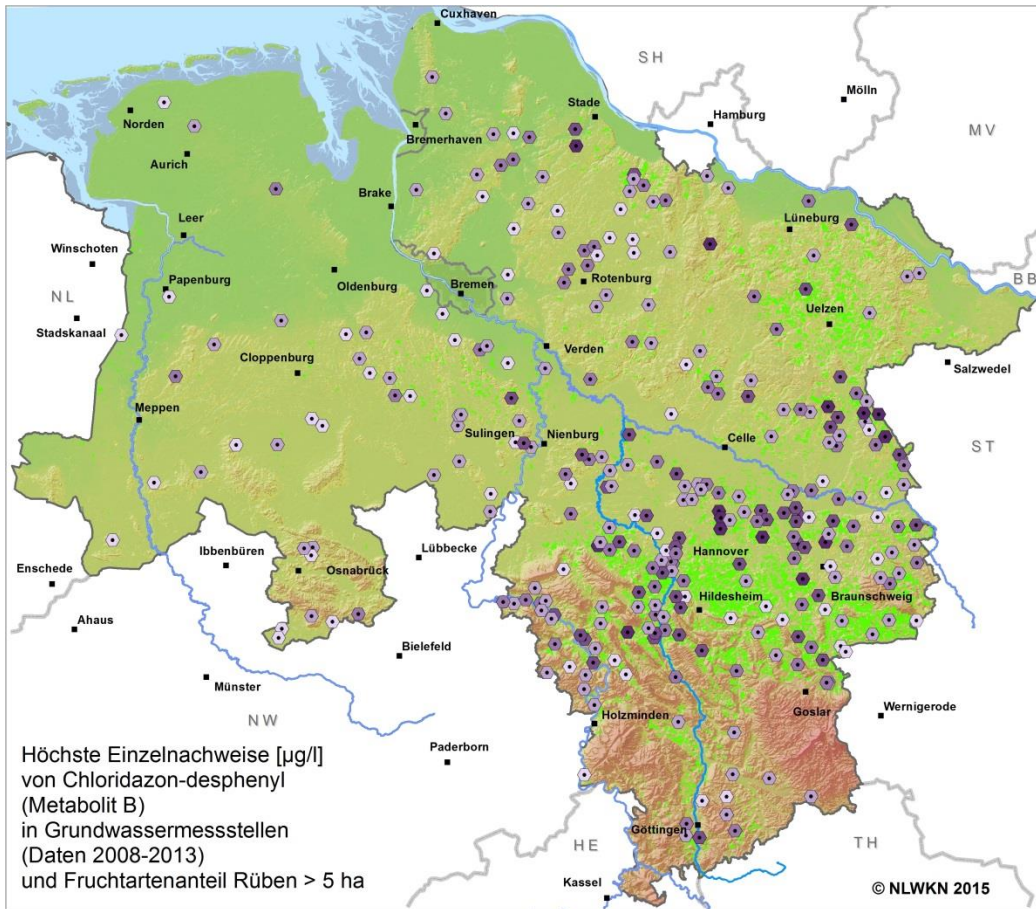 Cuxhaven
SH
Mölln
Norden
Stade
Hamburg
MV
Bremerhaven
Aurich
Brake
Lüneburg
Leer
Winschoten
Oldenburg
Papenburg
Bremen
Rotenburg
BB
NL
Stadskanaal
Uelzen
Verden
Cloppenburg
Salzwedel
Meppen
Sulingen
Nienburg
Celle
ST
Ibbenbüren
Lübbecke
Hannover
Enschede
Osnabrück
Hildesheim
Braunschweig
Ahaus
Bielefeld
Münster
Goslar
Wernigerode
NW
Holzminden
Paderborn
Höchste Einzelnachweise [µg/l]
von Chloridazon-desphenyl
(Metabolit B)
in Grundwassermessstellen
(Daten 2008-2013)
und Fruchtartenanteil Rüben > 5 ha
Göttingen
HE
TH
Kassel
© NLWKN 2015